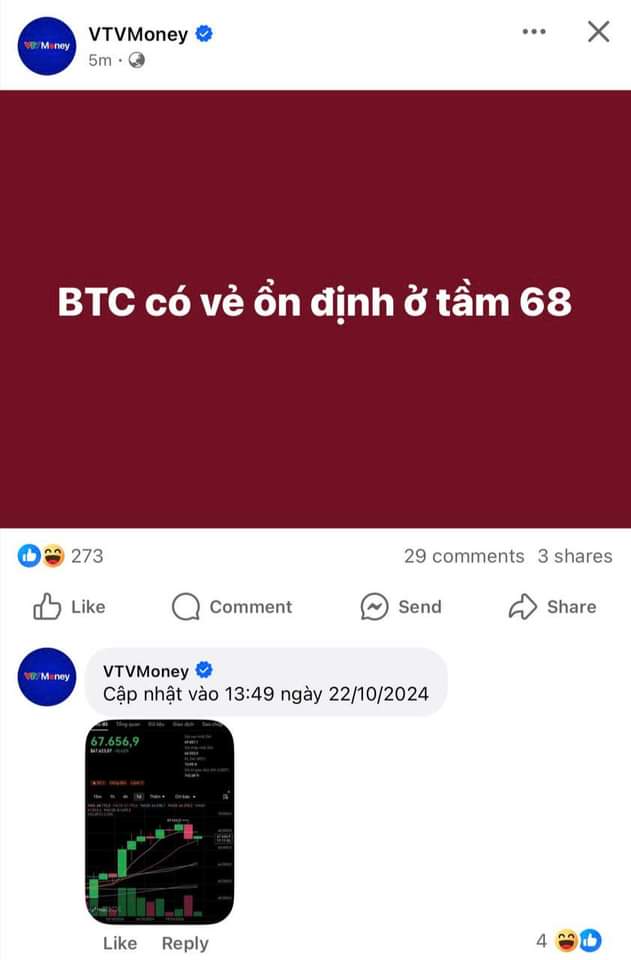 VTVMoney
VTVMoney
5m
BTC có vẻ ổn định ở tầm 68
273
29 comments 3 shares
Like
Comment
Send
Share
VTVMoney
VTVMoney
Cập nhật vào 13:49 ngày 22/10/2024
67.656,9
Like Reply
4